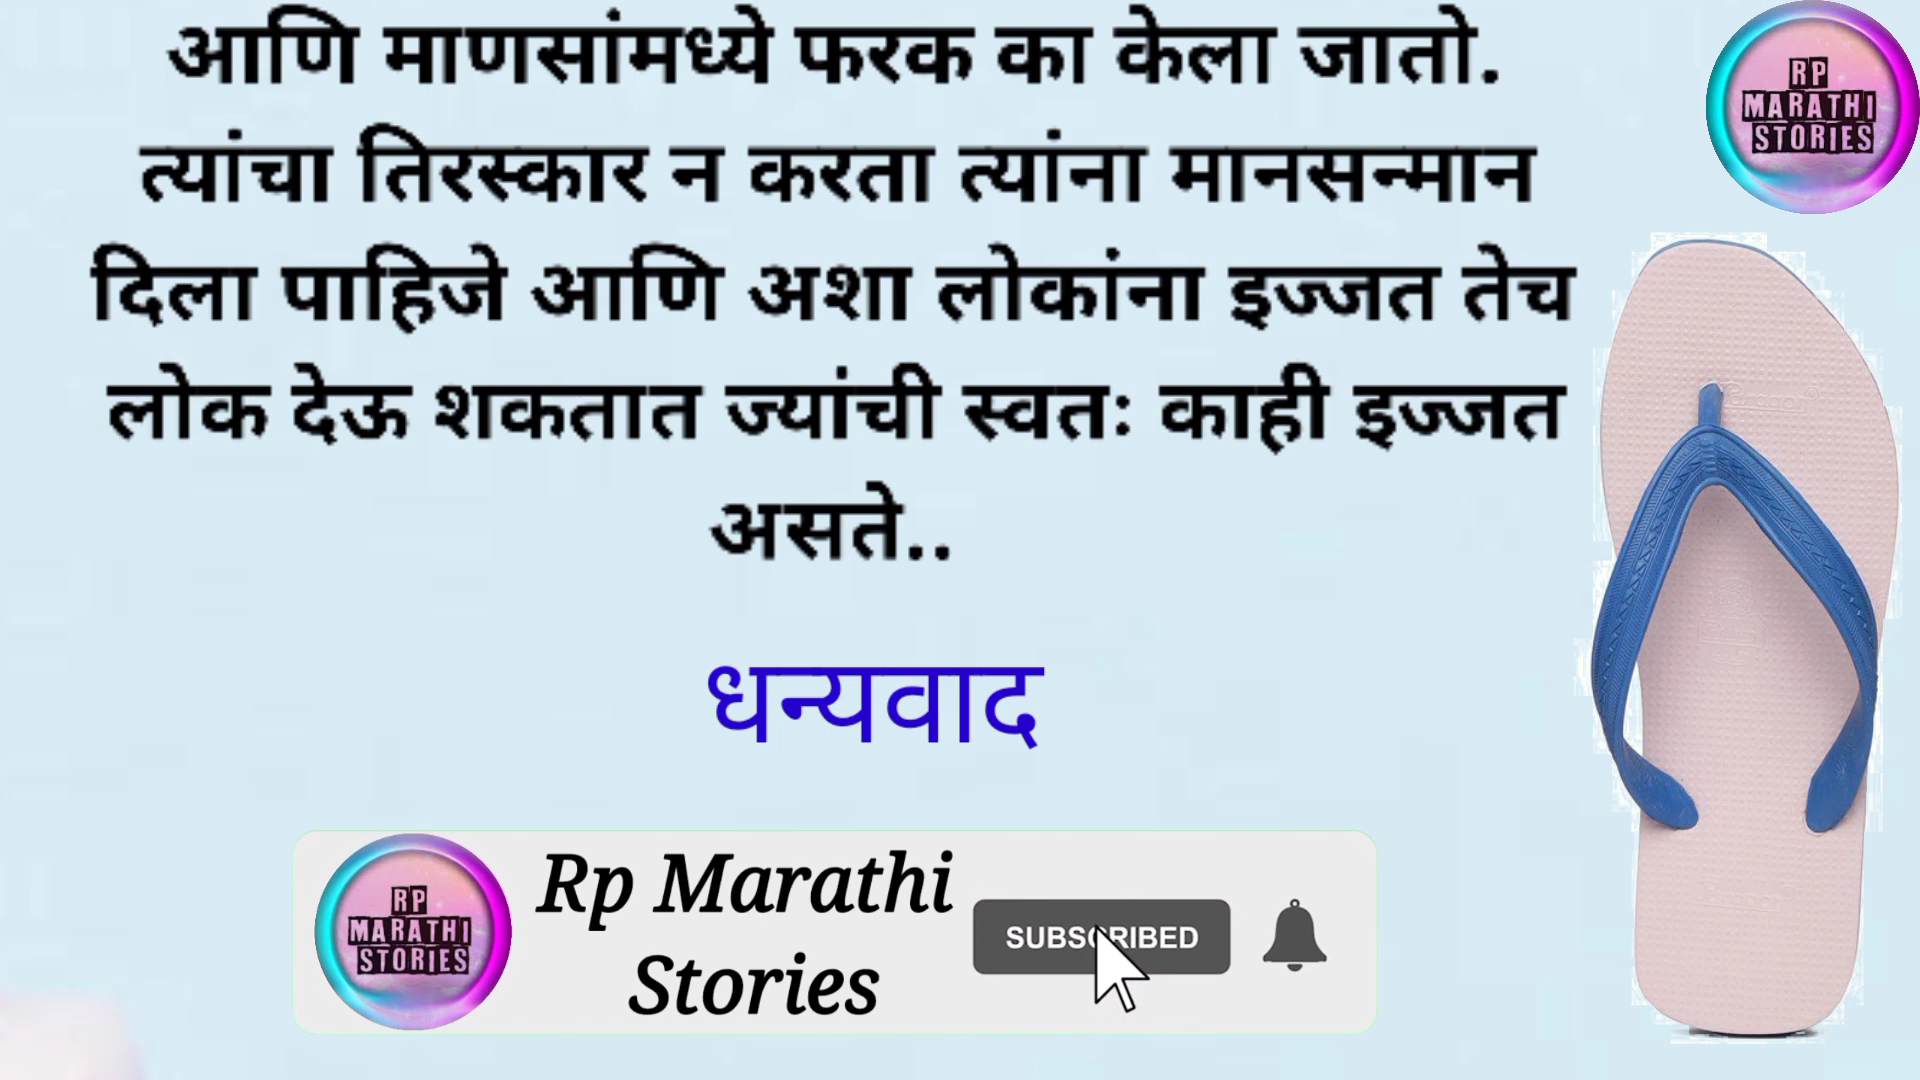 आणि माणसांमध्ये फरक का केला जातो.
त्यांचा तिरस्कार न करता त्यांना मानसन्मान
दिला पाहिजे आणि अशा लोकांना इज्जत तेच
लोक देऊ शकतात ज्यांची स्वतः काही इज्जत
असते..
धन्यवाद
RP
MARATHI
STORIES
RP
MARATHI
STORIES
Rp Marathi
Stories
SUBSCRIBED